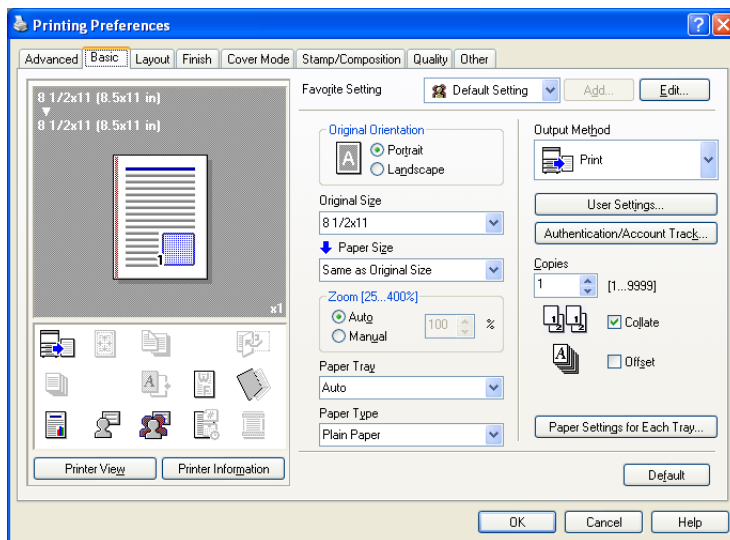 Printing Preferences
Advanced Basic Layout Finish Cover Mode Stamp/Composition Quality Other
8 1/2x11 (8.5x11 in)
8 1/2x11 (8.5x11 in)
1
x1
Printer View Printer Information
Favorite Setting Default Setting Add... Edit...
Original Orientation
A Portrait
Landscape
Original Size
8 1/2x11
Paper Size
Same as Original Size
Zoom [25...400%]
Auto
Manual 100 %
Paper Tray
Auto
Paper Type
Plain Paper
Output Method
Print
User Settings...
Authentication/Account Track...
Copies
1 [1...9999]
Collate
Offset
Paper Settings for Each Tray...
Default
OK Cancel Help